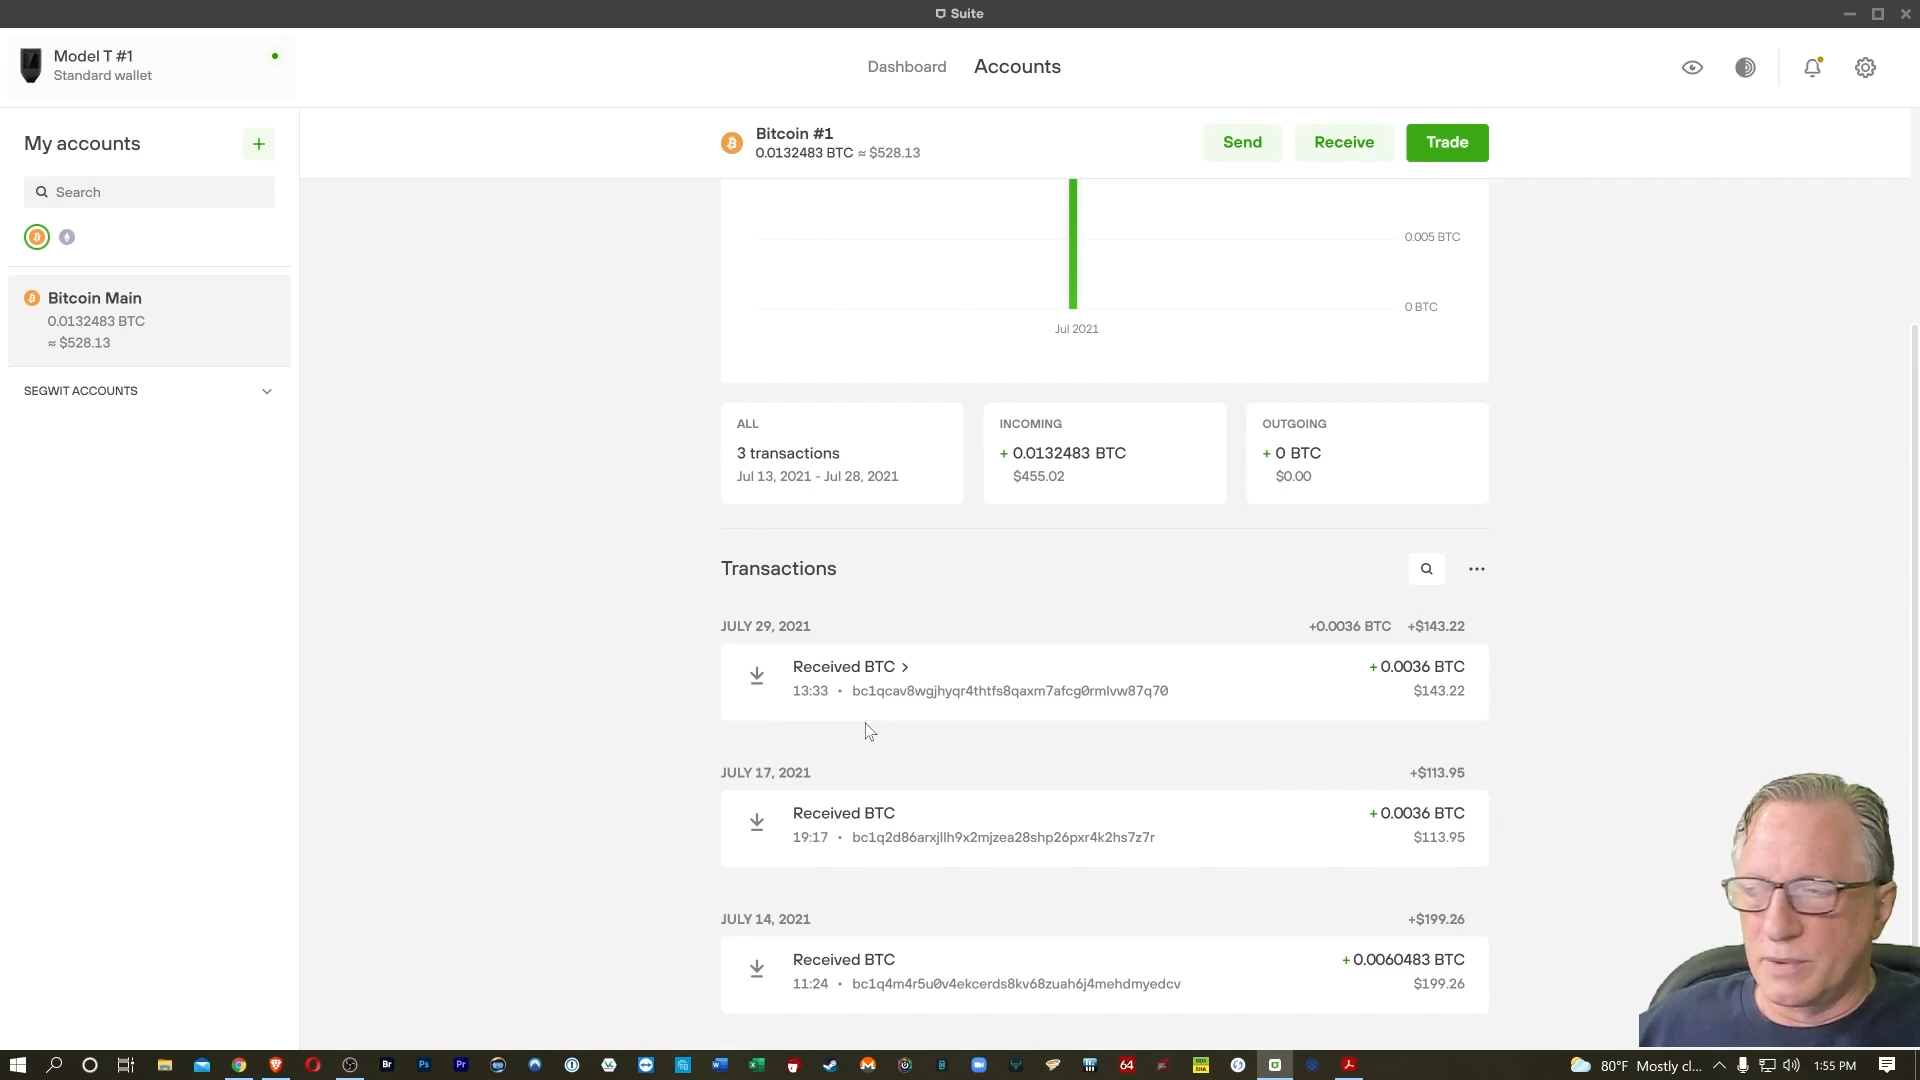 Suite
Model T #1
Standard wallet
Dashboard
Accounts
My accounts
+
Search
Bitcoin Main
0.0132483 BTC
≈ $528.13
SEGWIT ACCOUNTS
Bitcoin #1
0.0132483 BTC ≈ $528.13
Send
Receive
Trade
0.005 BTC
0 BTC
Jul 2021
ALL
3 transactions
Jul 13, 2021 - Jul 28, 2021
INCOMING
+ 0.0132483 BTC
$455.02
OUTGOING
+ 0 BTC
$0.00
Transactions
JULY 29, 2021 +0.0036 BTC +$143.22
Received BTC > + 0.0036 BTC
13:33 • bc1qcav8wgjhyqr4thtfs8qaxm7afcg0rmlvw87q70 $143.22
JULY 17, 2021 +$113.95
Received BTC + 0.0036 BTC
19:17 • bc1q2d86arxjllh9x2mjzea28shp26pxr4k2hs7z7r $113.95
JULY 14, 2021 +$199.26
Received BTC + 0.0060483 BTC
11:24 • bc1q4m4r5u0v4ekcerds8kv68zuah6j4mehdmyedcv $199.26
Br Ps Pr 64 80°F Mostly cl... 1:55 PM